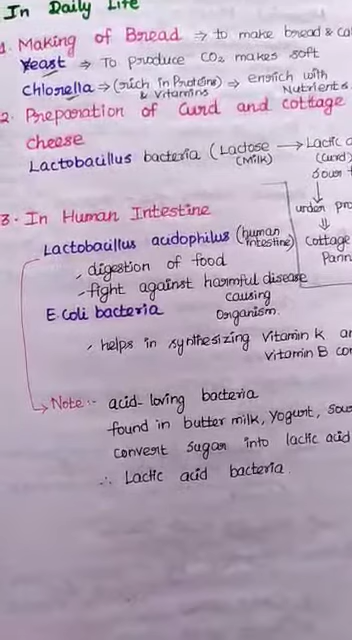 In Daily Life
1. Making of Bread ⇒ to make bread &
Yeast ⇒ To produce CO2 makes soft
Chlorella → (rich in Proteins & Vitamins) ⇒ enrich with Nutrients
2. Preparation of Curd and cottage
cheese
Lactobacillus bacteria (Lactose (Milk) → Lactic
(curd)
sour
↓
under
⇓
Cottage
3. In Human Intestine
Lactobacillus acidophilus (human intestine)
, digestion of food
, fight against harmful disease
causing
organism.
E.Coli bacteria
, helps in synthesizing Vitamin K
vitamin B
→ Note :- acid-loving bacteria
found in butter milk, yogurt,
convert sugar into lactic acid
∴ Lactic acid bacteria.